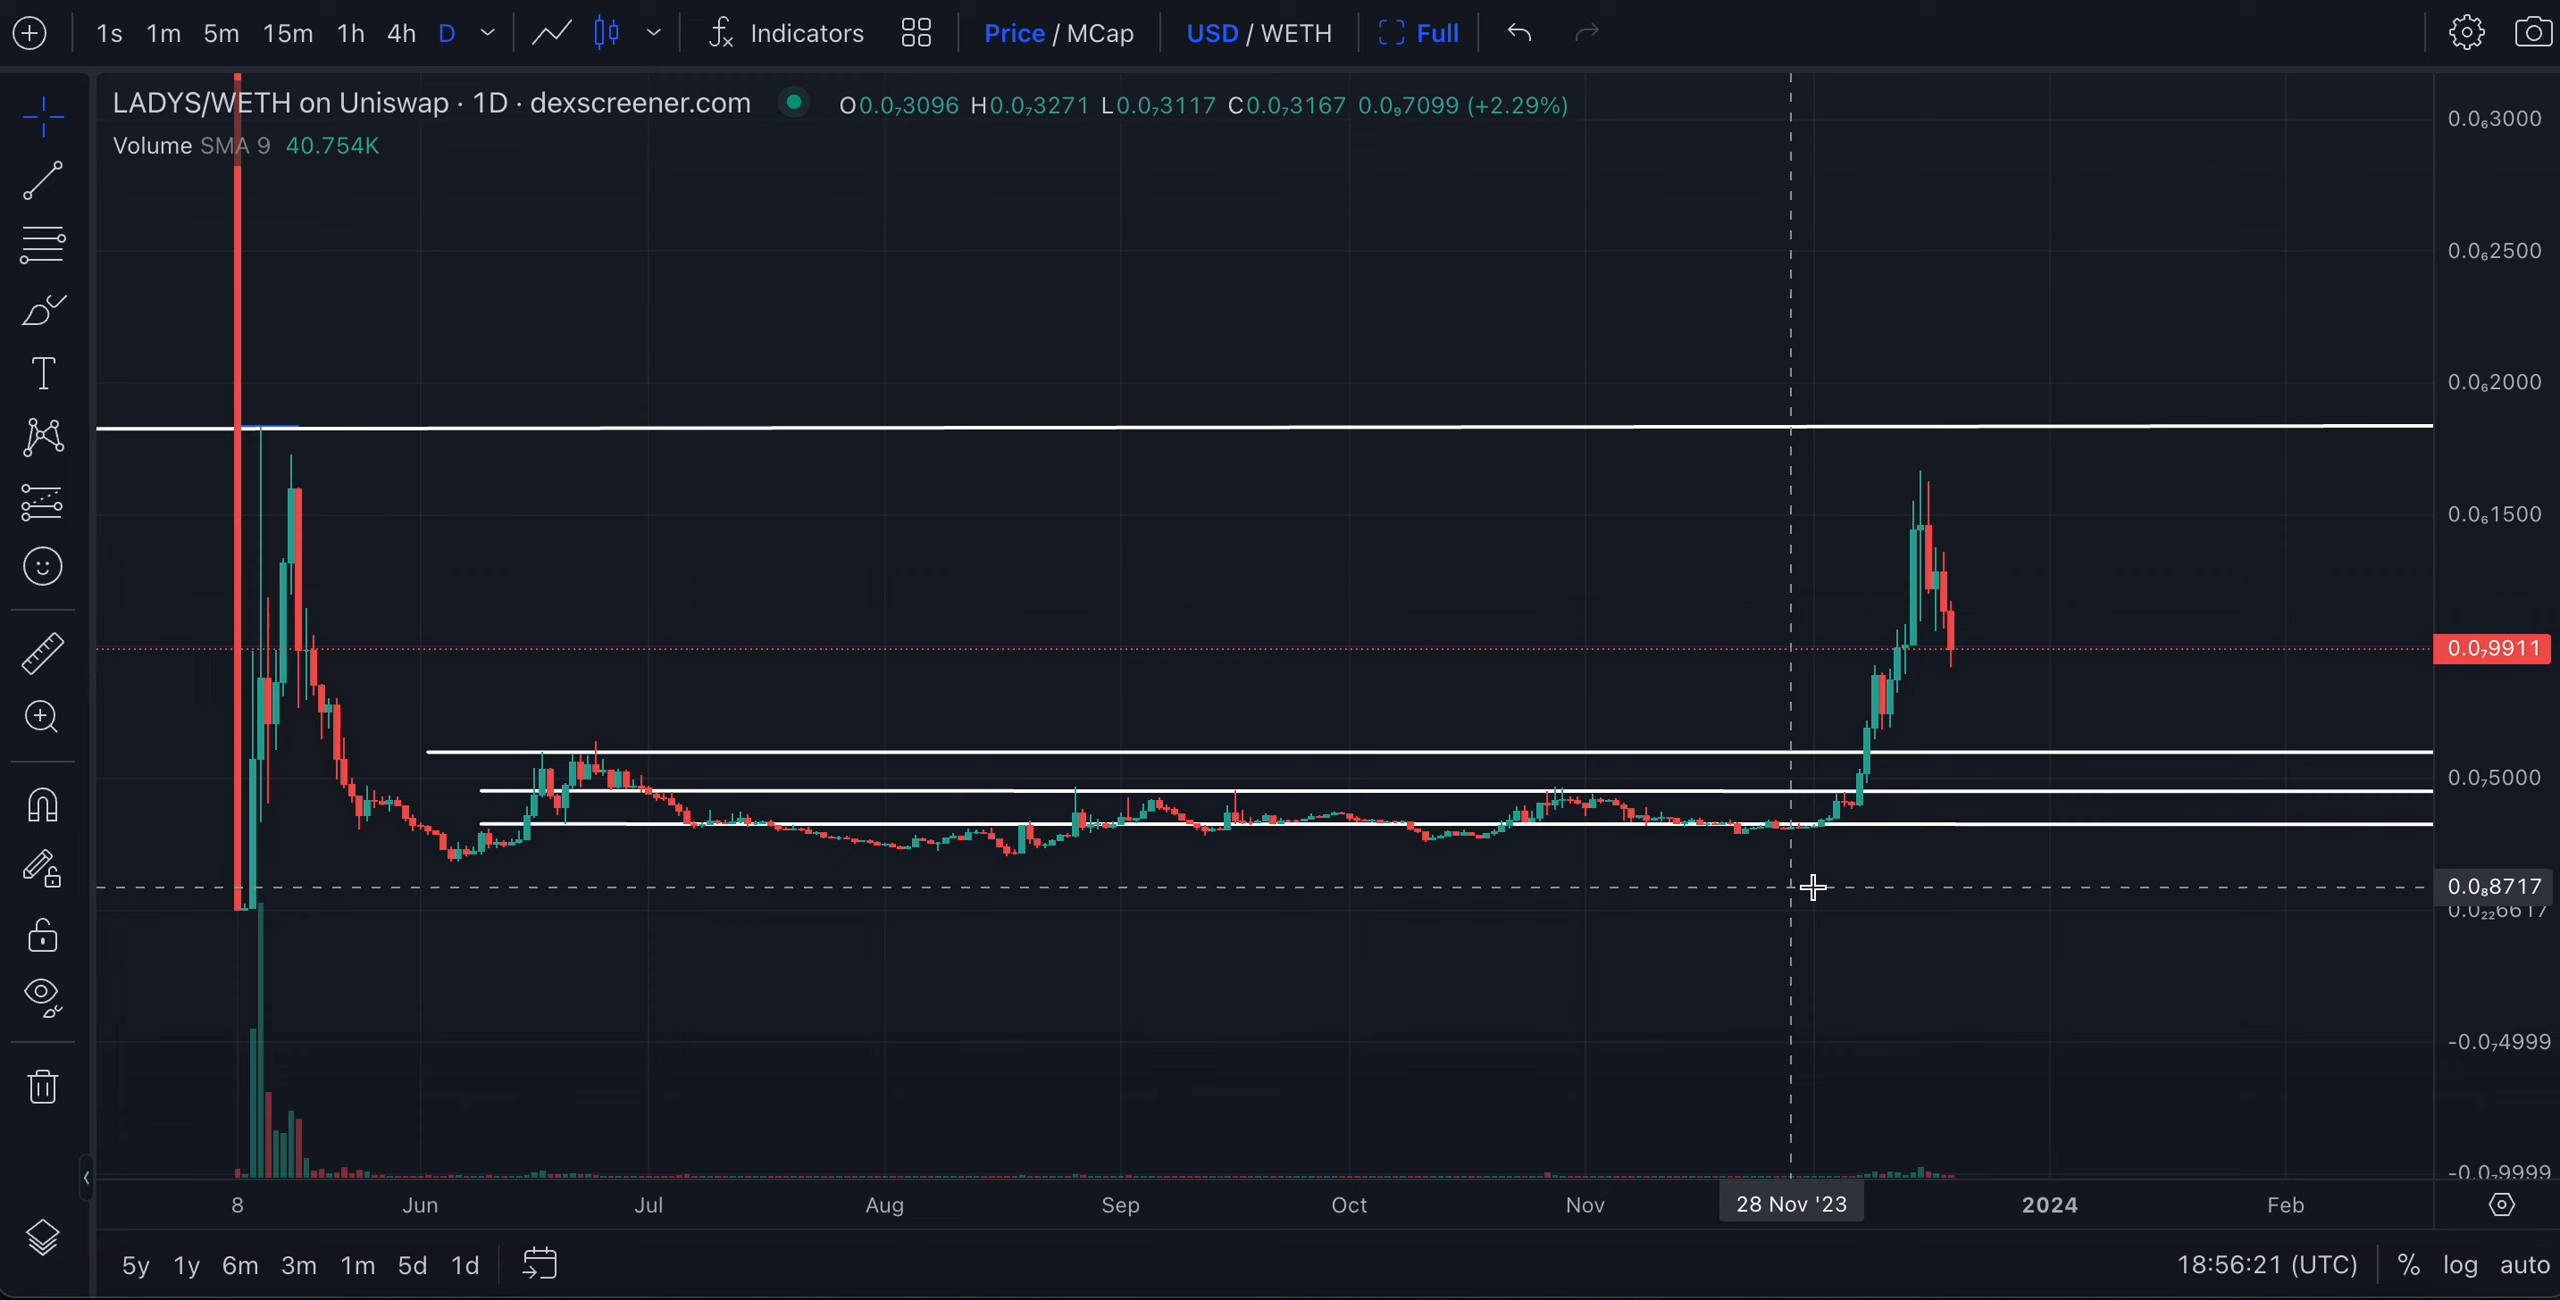 1s 1m 5m 15m 1h 4h D Indicators Price / MCap USD / WETH Full
LADYS/WETH on Uniswap · 1D · dexscreener.com O0.0₇3096 H0.0₇3271 L0.0₇3117 C0.0₇3167 0.0₉7099 (+2.29%)
Volume SMA 9 40.754K
0.0₆3000
0.0₆2500
0.0₆2000
0.0₆1500
0.0₇9911
0.0₇5000
0.0₈8717
0.0₂₂6617
-0.0₇4999
-0.0₇9999
8 Jun Jul Aug Sep Oct Nov 28 Nov '23 2024 Feb
5y 1y 6m 3m 1m 5d 1d 18:56:21 (UTC) % log auto